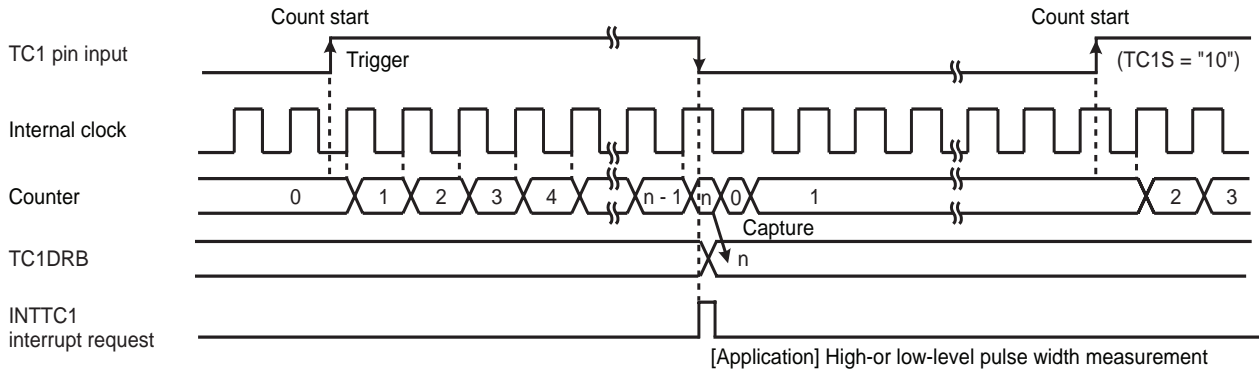 Count start
Count start
TC1 pin input
Trigger
(TC1S = "10")
Internal clock
Counter
0
1
2
3
4
n - 1
n
0
1
2
3
Capture
TC1DRB
n
INTTC1
interrupt request
[Application] High-or low-level pulse width measurement